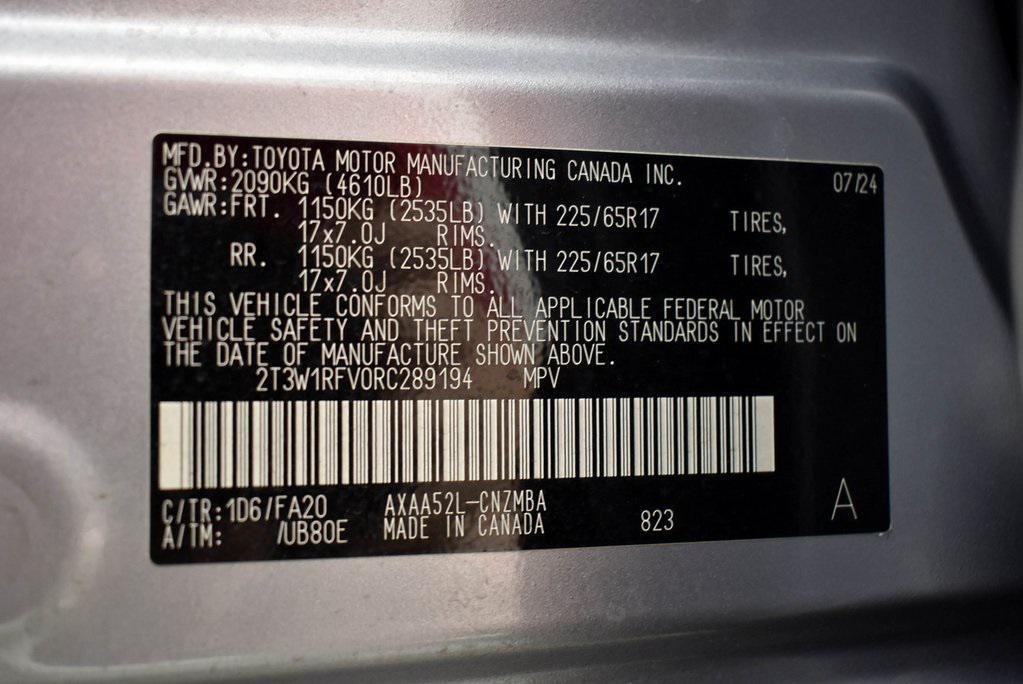 MFD.BY:TOYOTA MOTOR MANUFACTURING CANADA INC.
GVWR:2090KG (4610LB) 07/24
GAWR:FRT. 1150KG (2535LB) WITH 225/65R17 TIRES,
17x7.0J RIMS.
RR. 1150KG (2535LB) WITH 225/65R17 TIRES,
17x7.0J RIMS.
THIS VEHICLE CONFORMS TO ALL APPLICABLE FEDERAL MOTOR
VEHICLE SAFETY AND THEFT PREVENTION STANDARDS IN EFFECT ON
THE DATE OF MANUFACTURE SHOWN ABOVE.
2T3W1RFV0RC289194 MPV
C/TR:1D6/FA20 AXAA52L-CNZMBA
A/TM: /UB80E MADE IN CANADA 823 A